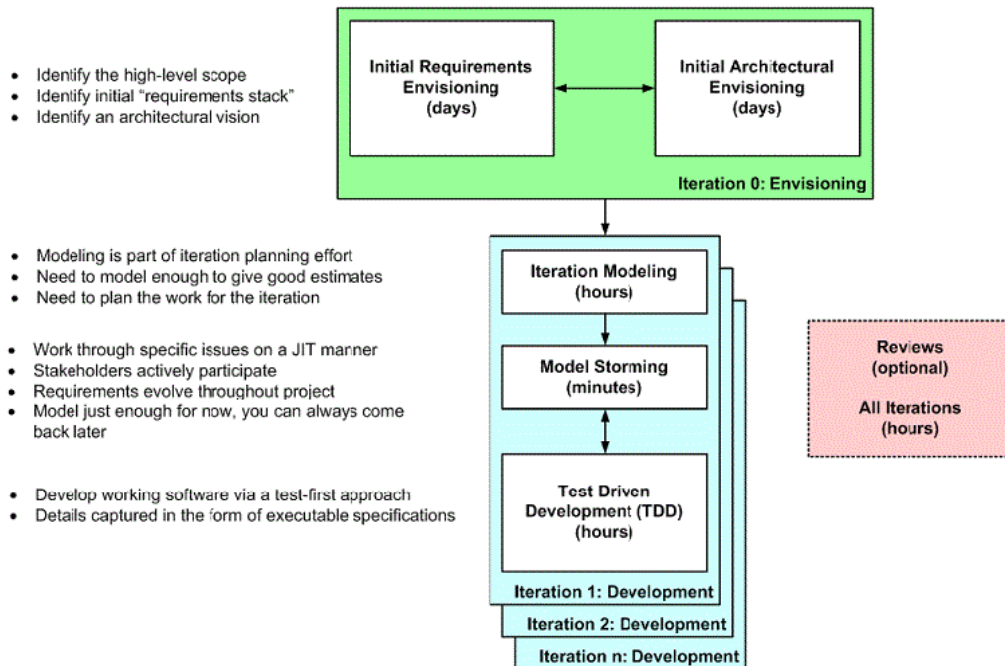 • Identify the high-level scope
• Identify initial “requirements stack”
• Identify an architectural vision
Initial Requirements
Envisioning
(days)
Initial Architectural
Envisioning
(days)
Iteration 0: Envisioning
• Modeling is part of iteration planning effort
• Need to model enough to give good estimates
• Need to plan the work for the iteration
Iteration Modeling
(hours)
• Work through specific issues on a JIT manner
• Stakeholders actively participate
• Requirements evolve throughout project
• Model just enough for now, you can always come
back later
Model Storming
(minutes)
Reviews
(optional)
All Iterations
(hours)
• Develop working software via a test-first approach
• Details captured in the form of executable specifications
Test Driven
Development (TDD)
(hours)
Iteration 1: Development
Iteration 2: Development
Iteration n: Development